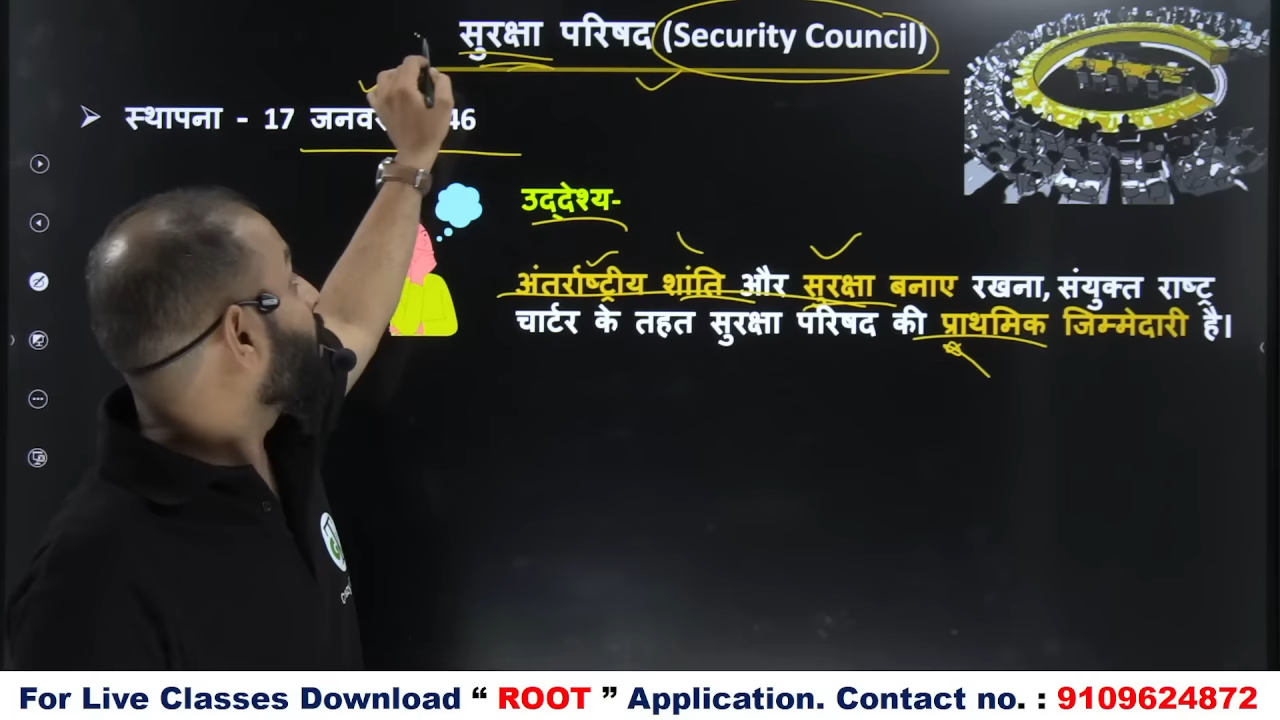 सुरक्षा परिषद (Security Council)
➢ स्थापना - 17 46
उद्देश्य-
अंतर्राष्ट्रीय शांति और सुरक्षा बनाए रखना, संयुक्त राष्ट्र
चार्टर के तहत सुरक्षा परिषद की प्राथमिक जिम्मेदारी है।
For Live Classes Download “ ROOT ” Application. Contact no. : 9109624872